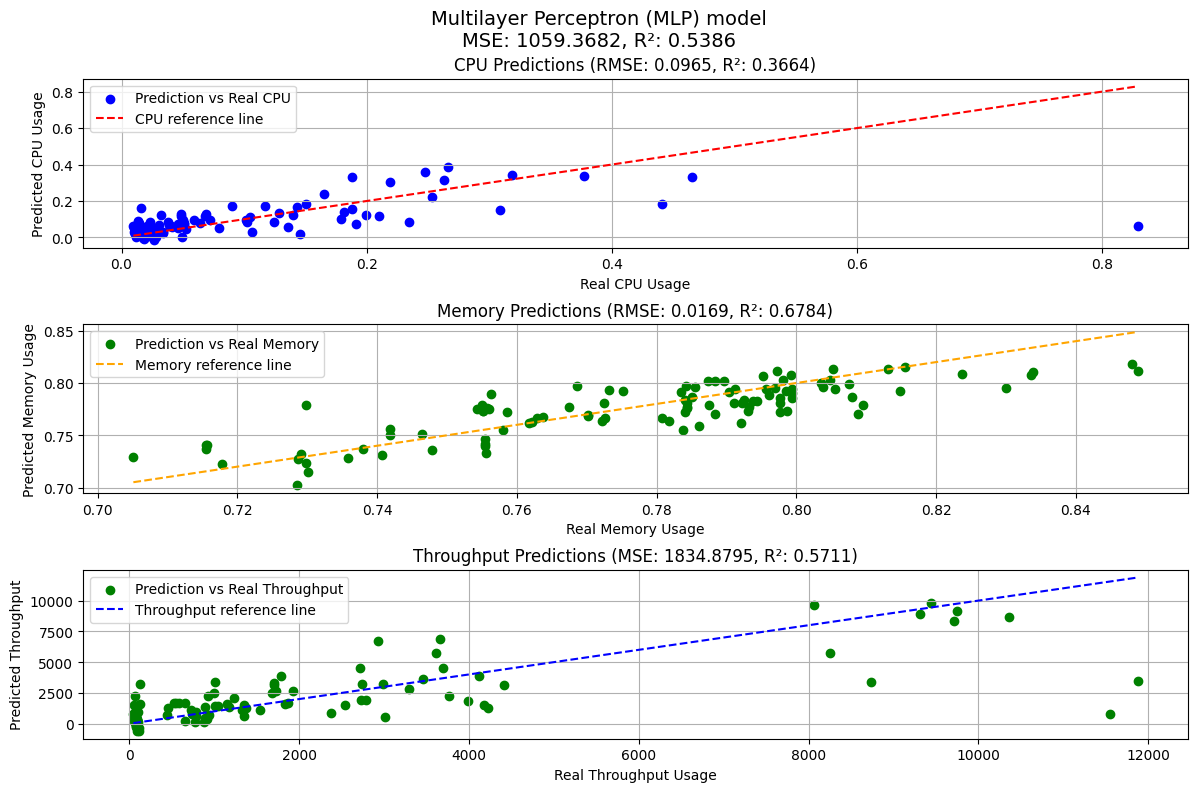 Multilayer Perceptron (MLP) model
MSE: 1059.3682, R²: 0.5386
CPU Predictions (RMSE: 0.0965, R²: 0.3664)
Prediction vs Real CPU
CPU reference line
Predicted CPU Usage
0.8
0.6
0.4
0.2
0.0
0.0 0.2 0.4 0.6 0.8
Real CPU Usage
Memory Predictions (RMSE: 0.0169, R²: 0.6784)
Prediction vs Real Memory
Memory reference line
Predicted Memory Usage
0.85
0.80
0.75
0.70
0.70 0.72 0.74 0.76 0.78 0.80 0.82 0.84
Real Memory Usage
Throughput Predictions (MSE: 1834.8795, R²: 0.5711)
Prediction vs Real Throughput
Throughput reference line
Predicted Throughput
10000
7500
5000
2500
0
0 2000 4000 6000 8000 10000 12000
Real Throughput Usage